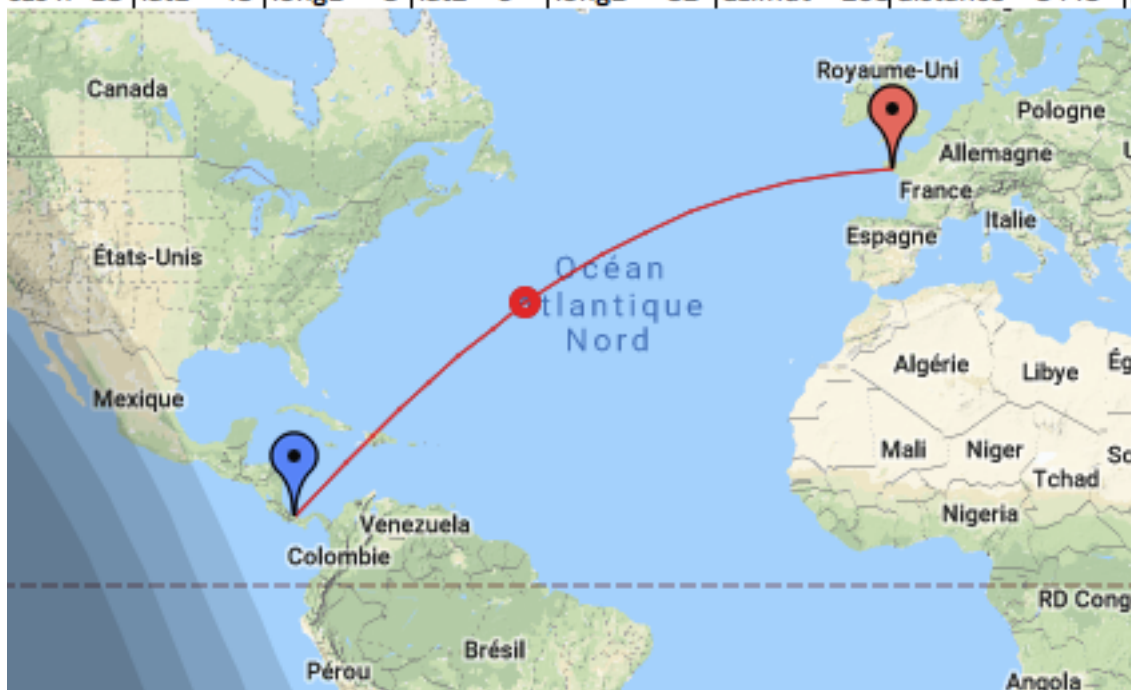 Royaume-Uni
Canada
Pologne
Allemagne
France
Italie
Espagne
États-Unis
Océan
tlantique
Nord
Algérie
Libye
Ég
Mexique
Mali
Niger
Tchad
Nigeria
Venezuela
Colombie
RD Cong
Brésil
Pérou
Angola